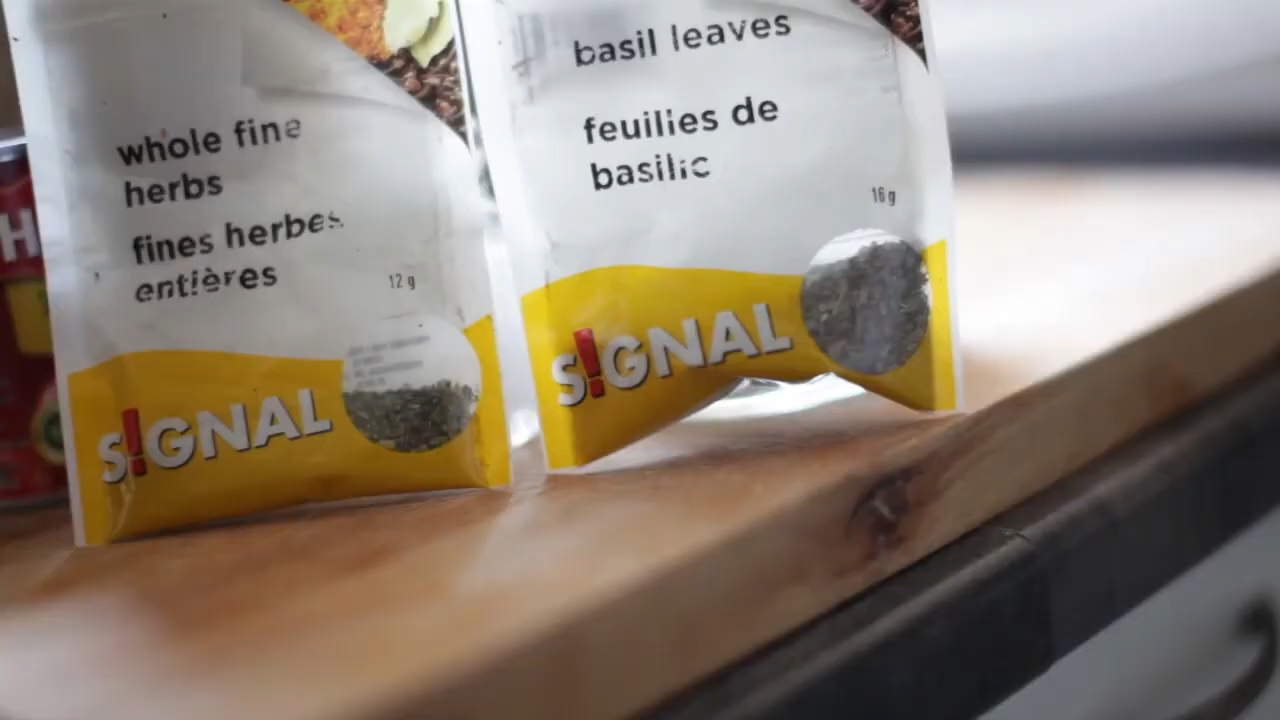 whole fine
herbs
fines herbes
entières
12 g
S!GNAL
basil leaves
feuilles de
basilic
16 g
S!GNAL
H